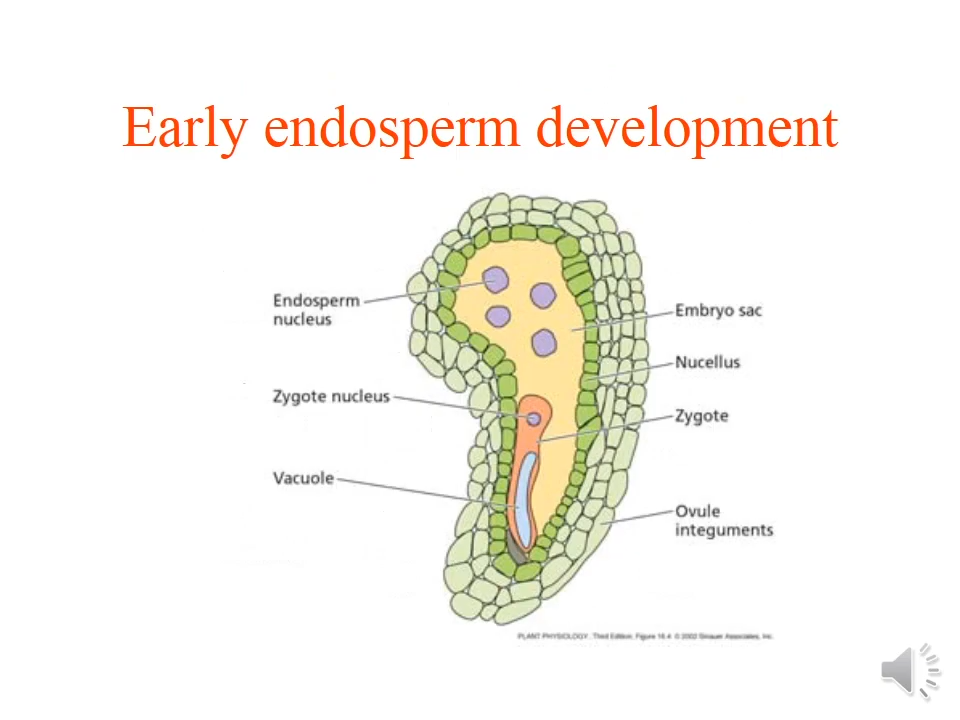 Early endosperm development
Endosperm
nucleus
Embryo sac
Nucellus
Zygote nucleus
Zygote
Vacuole
Ovule
integuments
PLANT PHYSIOLOGY, Third Edition, Figure 16.4 © 2002 Sinauer Associates, Inc.